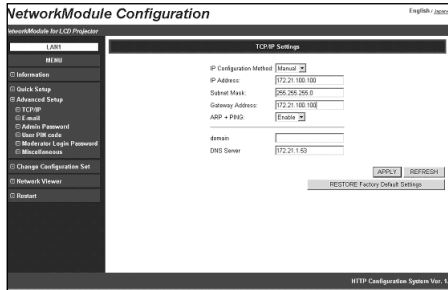 NetworkModule Configuration
English / Japanese
NetworkModule for LCD Projector
LAN1
TCP/IP Settings
MENU
Information
Quick Setup
Advanced Setup
TCP/IP
E-mail
Admin Password
User PIN code
Moderator Login Password
Miscellaneous
Change Configuration Set
Network Viewer
Restart
IP Configuration Method: Manual
IP Address: 172.21.100.100
Subnet Mask: 255.255.255.0
Gateway Address: 172.21.100.100
ARP + PING: Enable
domain
DNS Server 172.21.1.53
APPLY REFRESH
RESTORE Factory Default Settings
HTTP Configuration System Ver. 1